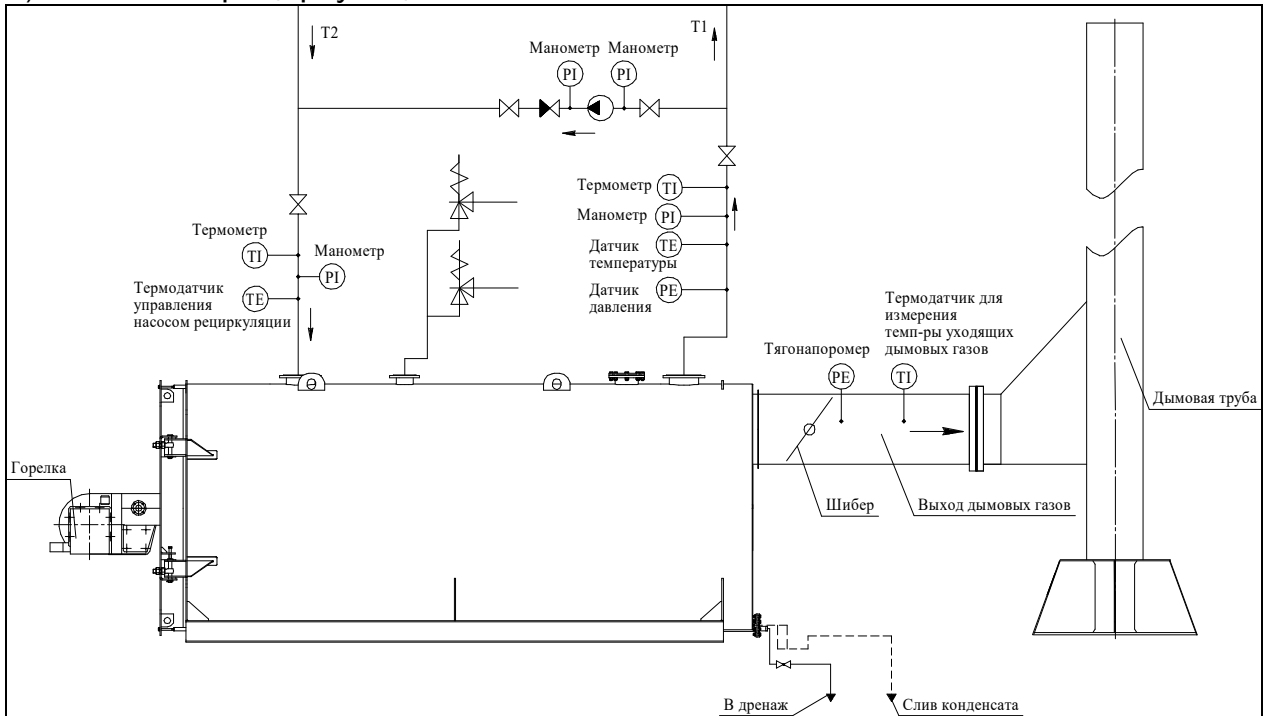 T2
T1
Манометр
Манометр
PI
PI
Термометр
TI
Манометр
PI
Датчик
температуры
TE
Датчик
давления
PE
Термометр
TI
Манометр
PI
Термодатчик
управления
насосом рециркуляции
TE
Термодатчик для
измерения
темп-ры уходящих
дымовых газов
Тягонапоромер
PE
TI
Дымовая труба
Горелка
Шибер
Выход дымовых газов
В дренаж
Слив конденсата